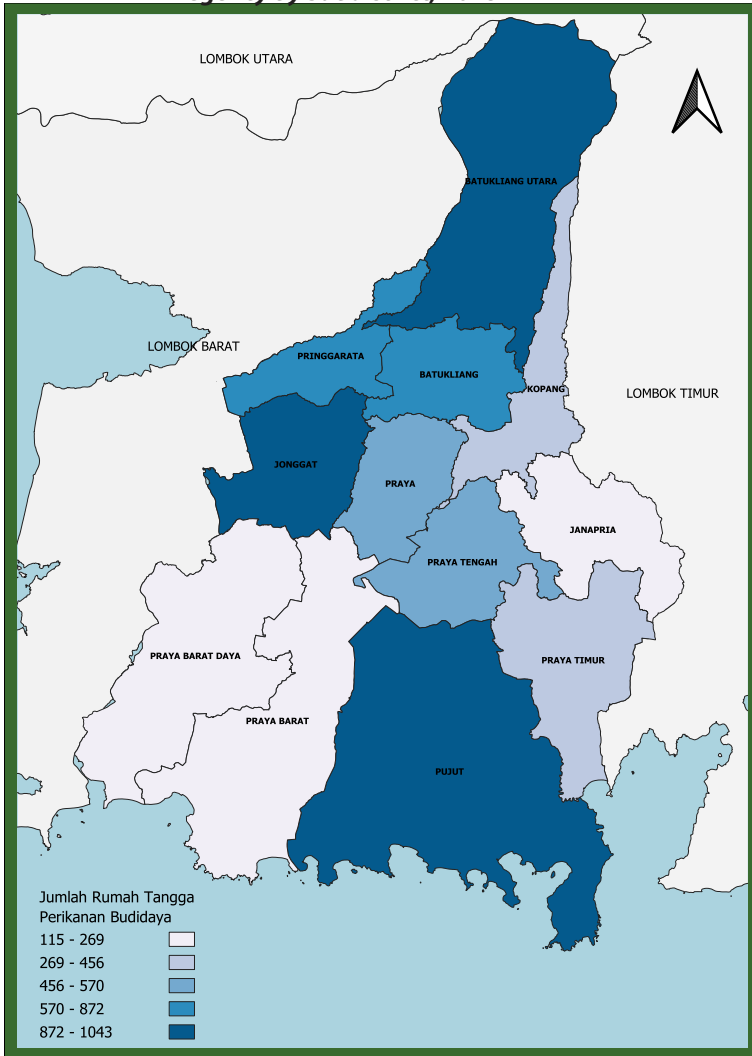 LOMBOK UTARA
BATUKLIANG UTARA
LOMBOK BARAT
PRINGGARATA
BATUKLIANG
KOPANG
LOMBOK TIMUR
JONGGAT
PRAYA
JANAPRIA
PRAYA TENGAH
PRAYA BARAT DAYA
PRAYA TIMUR
PRAYA BARAT
PUJUT
Jumlah Rumah Tangga
Perikanan Budidaya
115 - 269
269 - 456
456 - 570
570 - 872
872 - 1043